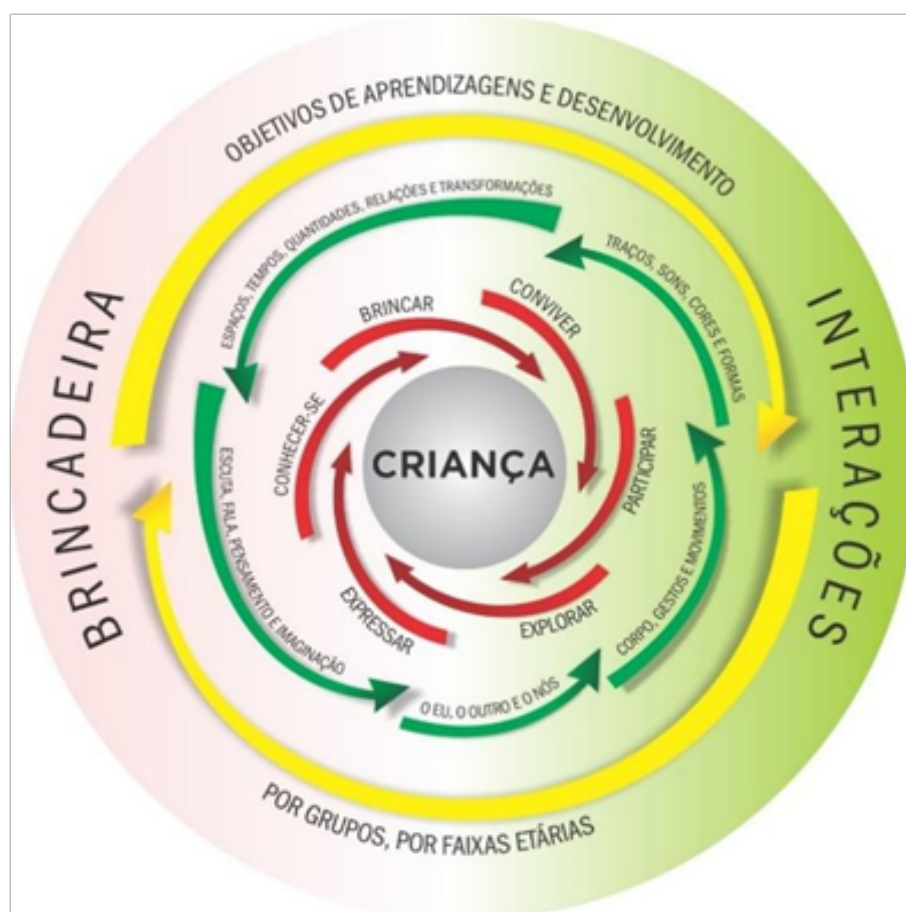 OBJETIVOS DE APRENDIZAGENS E DESENVOLVIMENTO
ESPAÇOS, TEMPOS, QUANTIDADES, RELAÇÕES E TRANSFORMAÇÕES
TRAÇOS, SONS, CORES E FORMAS
BRINCAR
CONVIVER
BRINCADEIRA
INTERAÇÕES
CONHECER-SE
CRIANÇA
PARTICIPAR
ESCUTA, FALA, PENSAMENTO E IMAGINAÇÃO
EXPRESSAR
EXPLORAR
CORPO, GESTOS E MOVIMENTOS
O EU, O OUTRO E O NÓS
POR GRUPOS, POR FAIXAS ETÁRIAS